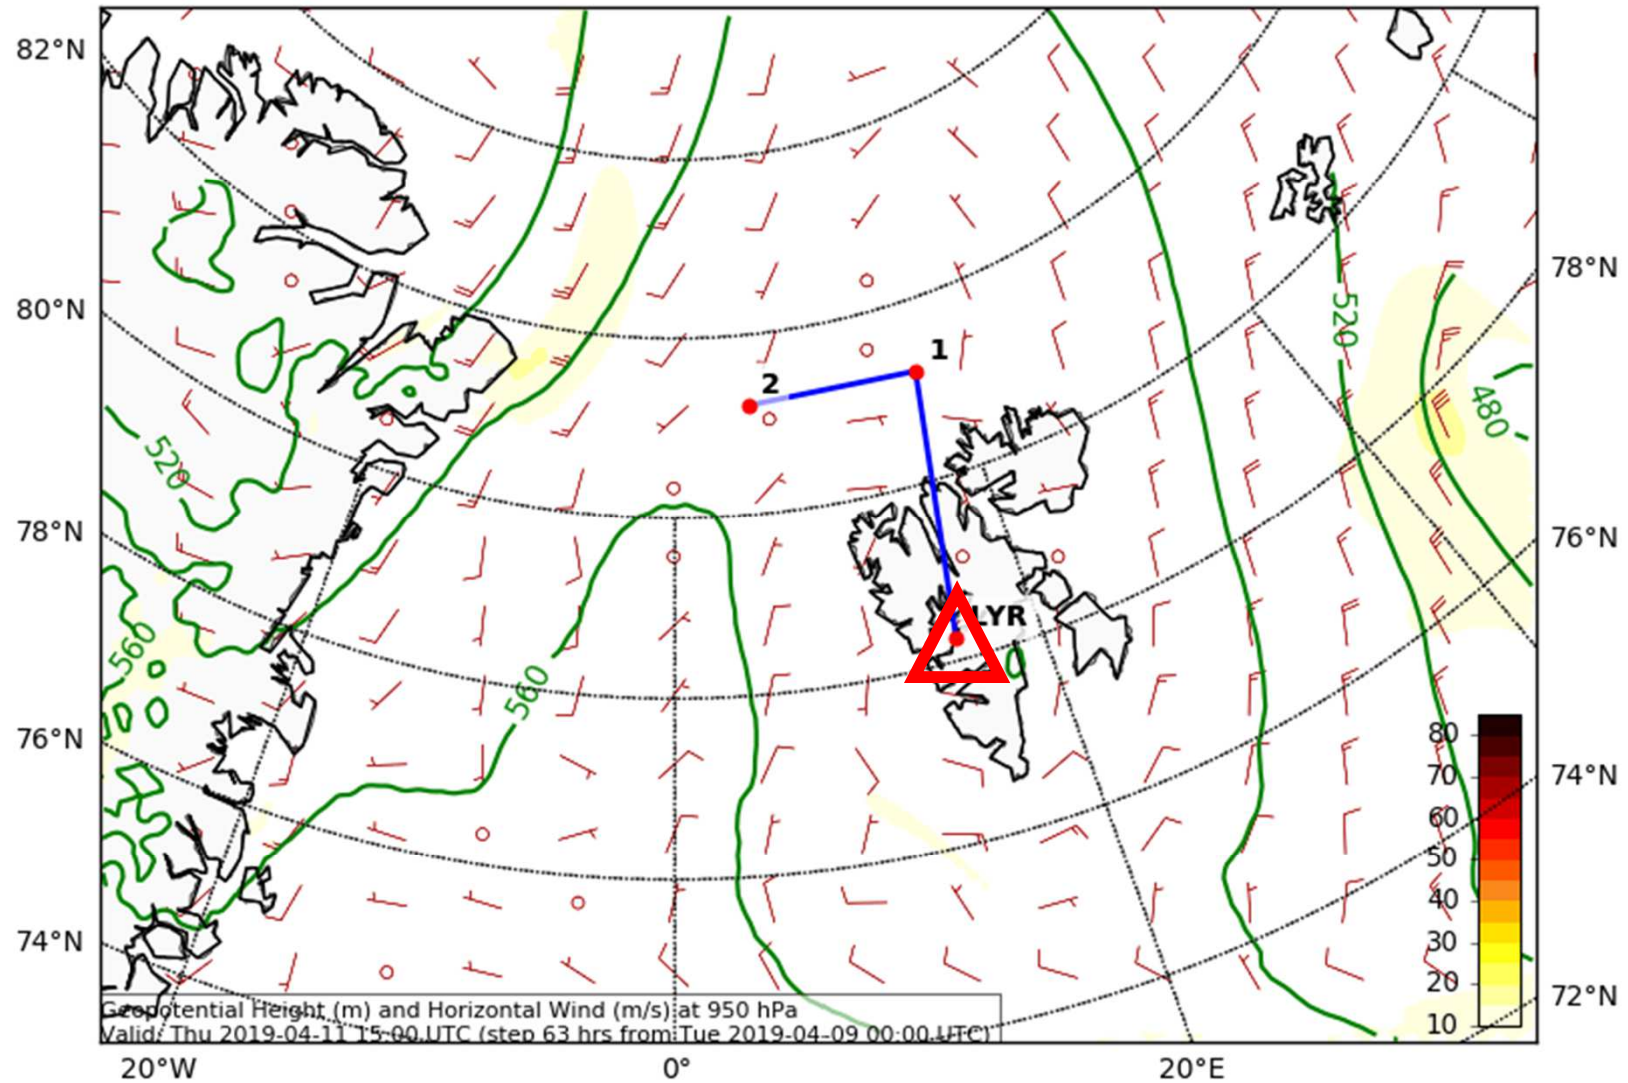 82°N
80°N
78°N
76°N
74°N
78°N
76°N
74°N
72°N
20°W
0°
20°E
1
2
LYR
520
560
560
520
480
80
70
60
50
40
30
20
10
Geopotential Height (m) and Horizontal Wind (m/s) at 950 hPa
Valid: Thu 2019-04-11 15:00 UTC (step 63 hrs from Tue 2019-04-09 00:00 UTC)